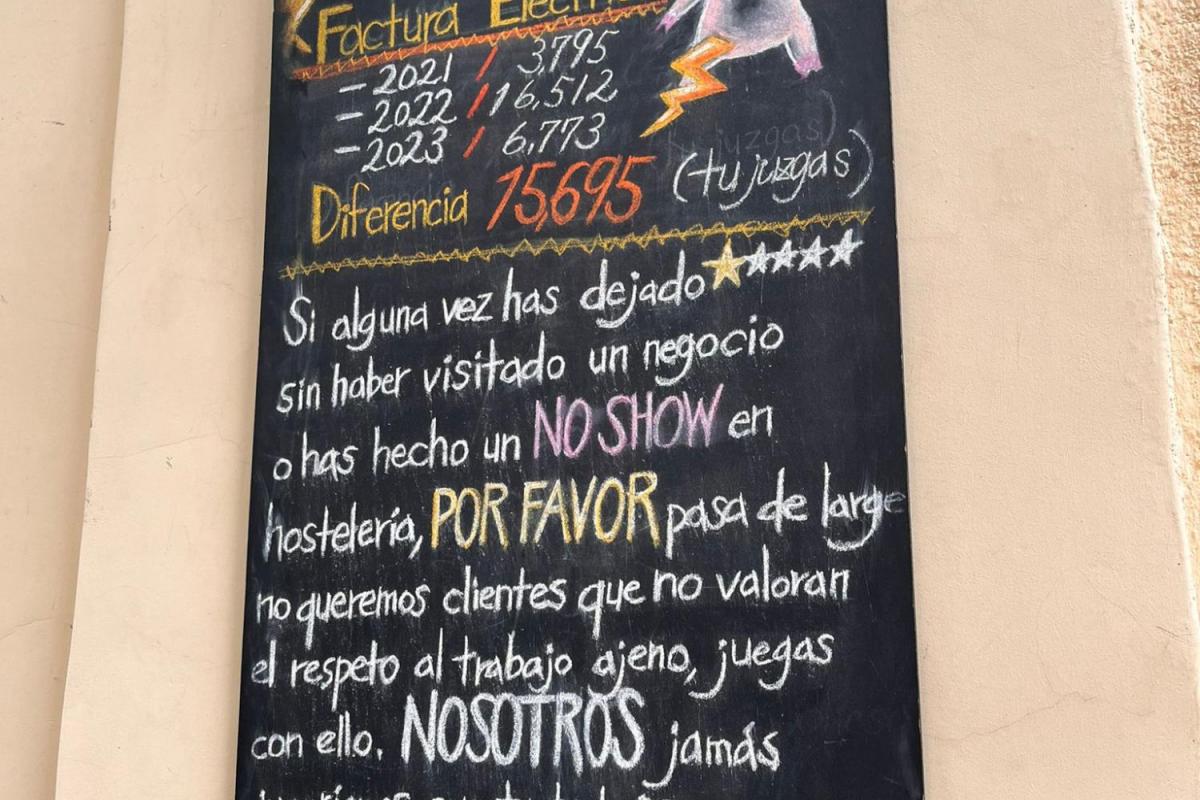 Factura
– 2021 / 3,795
– 2022 / 16,512
– 2023 / 6,773
Diferencia 15,695 (tu juzgas)
Si alguna vez has dejado ★★★★★
sin haber visitado un negocio
o has hecho un NO SHOW en
hostelería, POR FAVOR pasa de large
no queremos clientes que no valoran
el respeto al trabajo ajeno, juegas
con ello. NOSOTROS jamás